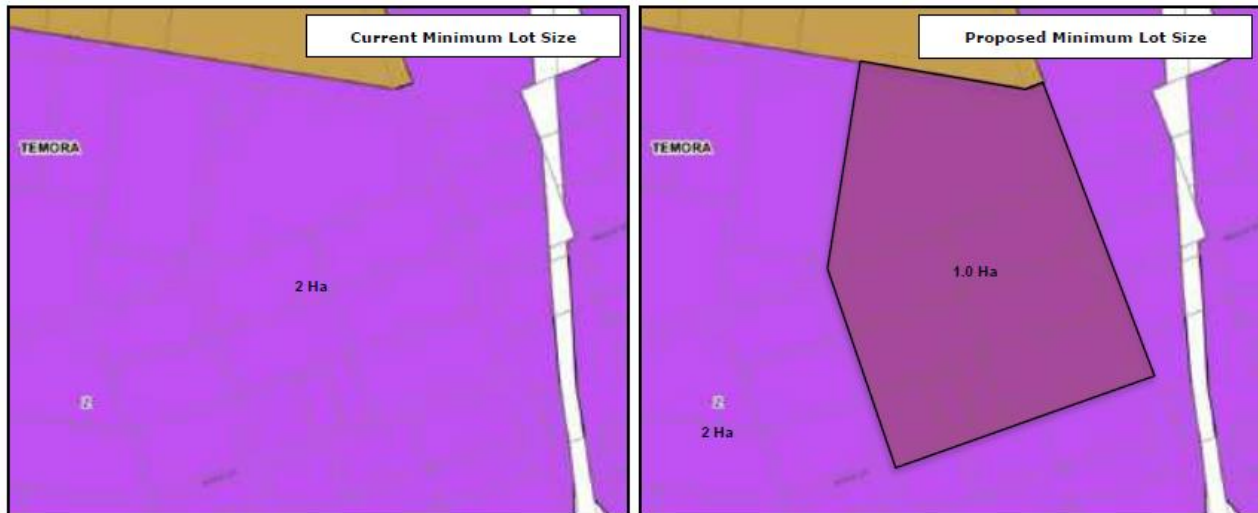 Current Minimum Lot Size
TEMORA
2 Ha
Z
Proposed Minimum Lot Size
TEMORA
1.0 Ha
Z
2 Ha